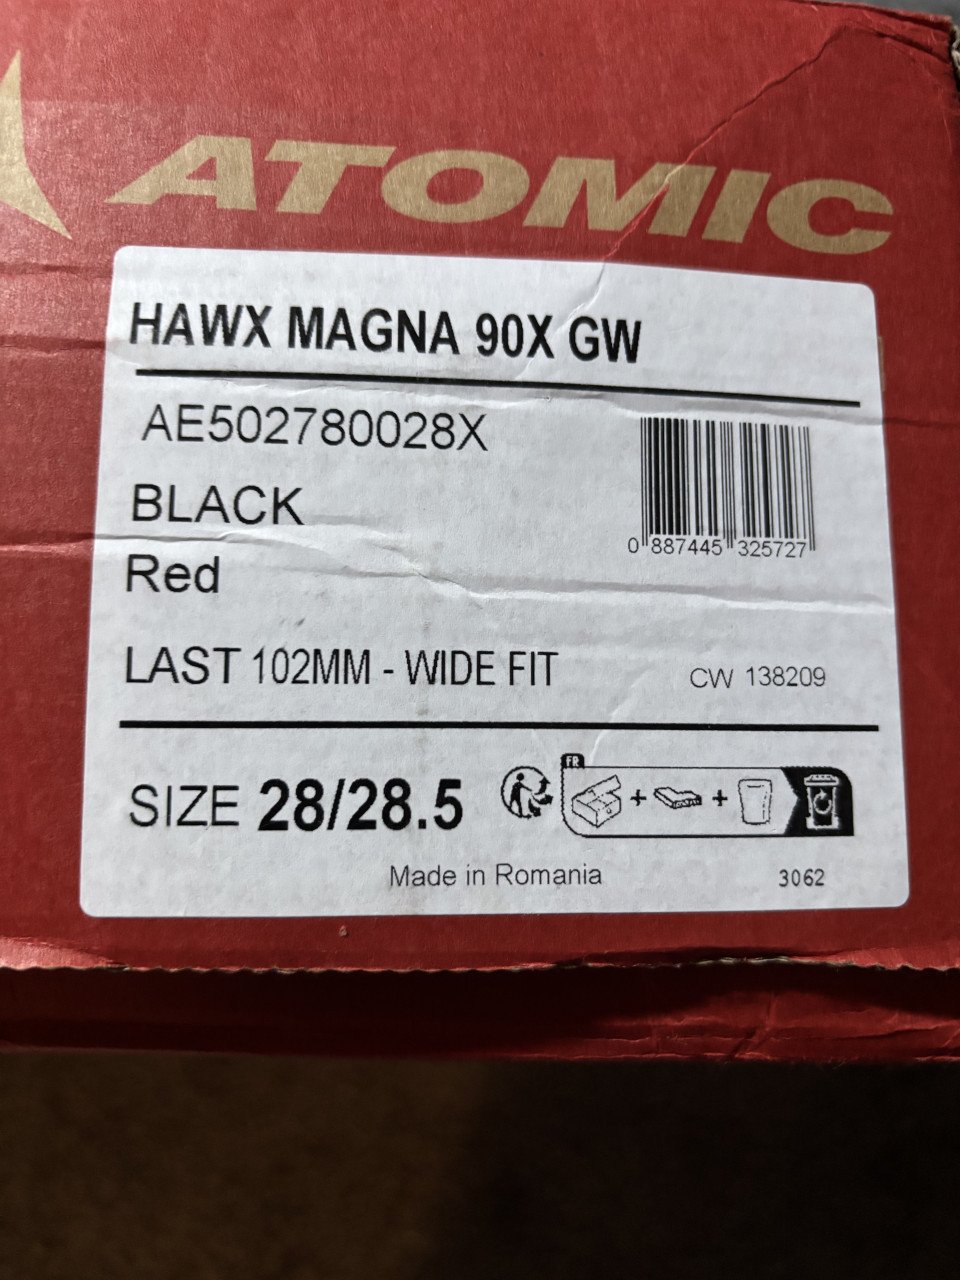 ATOMIC
HAWX MAGNA 90X GW
AE502780028X
BLACK
0 887445 325727
Red
LAST 102MM - WIDE FIT
CW 138209
FR
SIZE 28/28.5
+ +
Made in Romania
3062